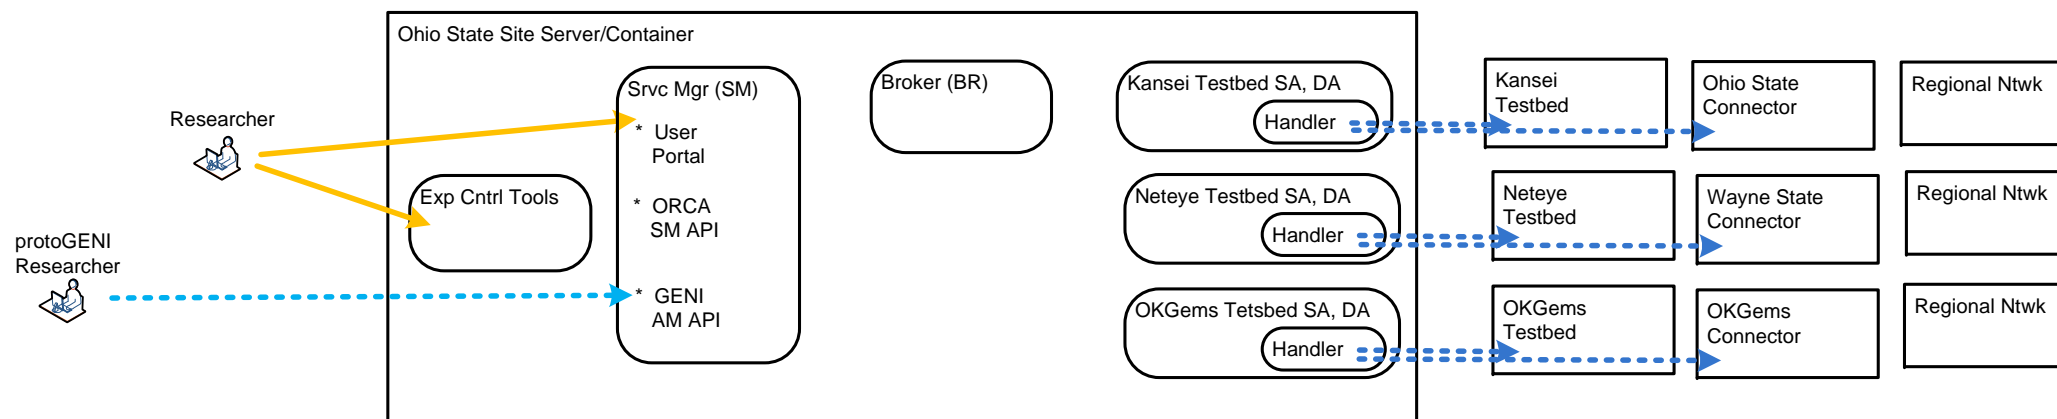 Ohio State Site Server/Container
Researcher
protoGENI
Researcher
Exp Cntrl Tools
Srvc Mgr (SM)
* User
Portal
* ORCA
SM API
* GENI
AM API
Broker (BR)
Kansei Testbed SA, DA
Handler
Neteye Testbed SA, DA
Handler
OKGems Tetsbed SA, DA
Handler
Kansei
Testbed
Ohio State
Connector
Regional Ntwk
Neteye
Testbed
Wayne State
Connector
Regional Ntwk
OKGems
Testbed
OKGems
Connector
Regional Ntwk